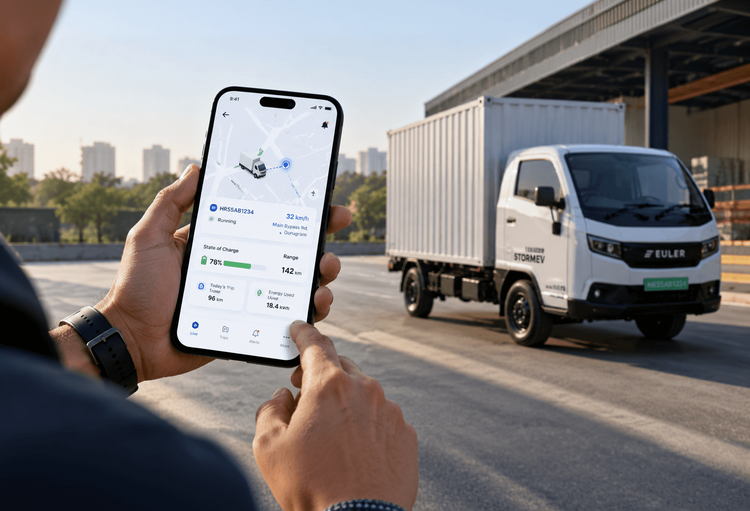 9:41
HR55AB1234
Running
32 km/h
Main Bypass Rd
Gurugram
State of Charge
78%
Range
142 km
Today's Trip
96 km
Energy Used
18.4 kWh
Live
Trips
Alerts
More
EULER
STORMEV
HR55AB1234